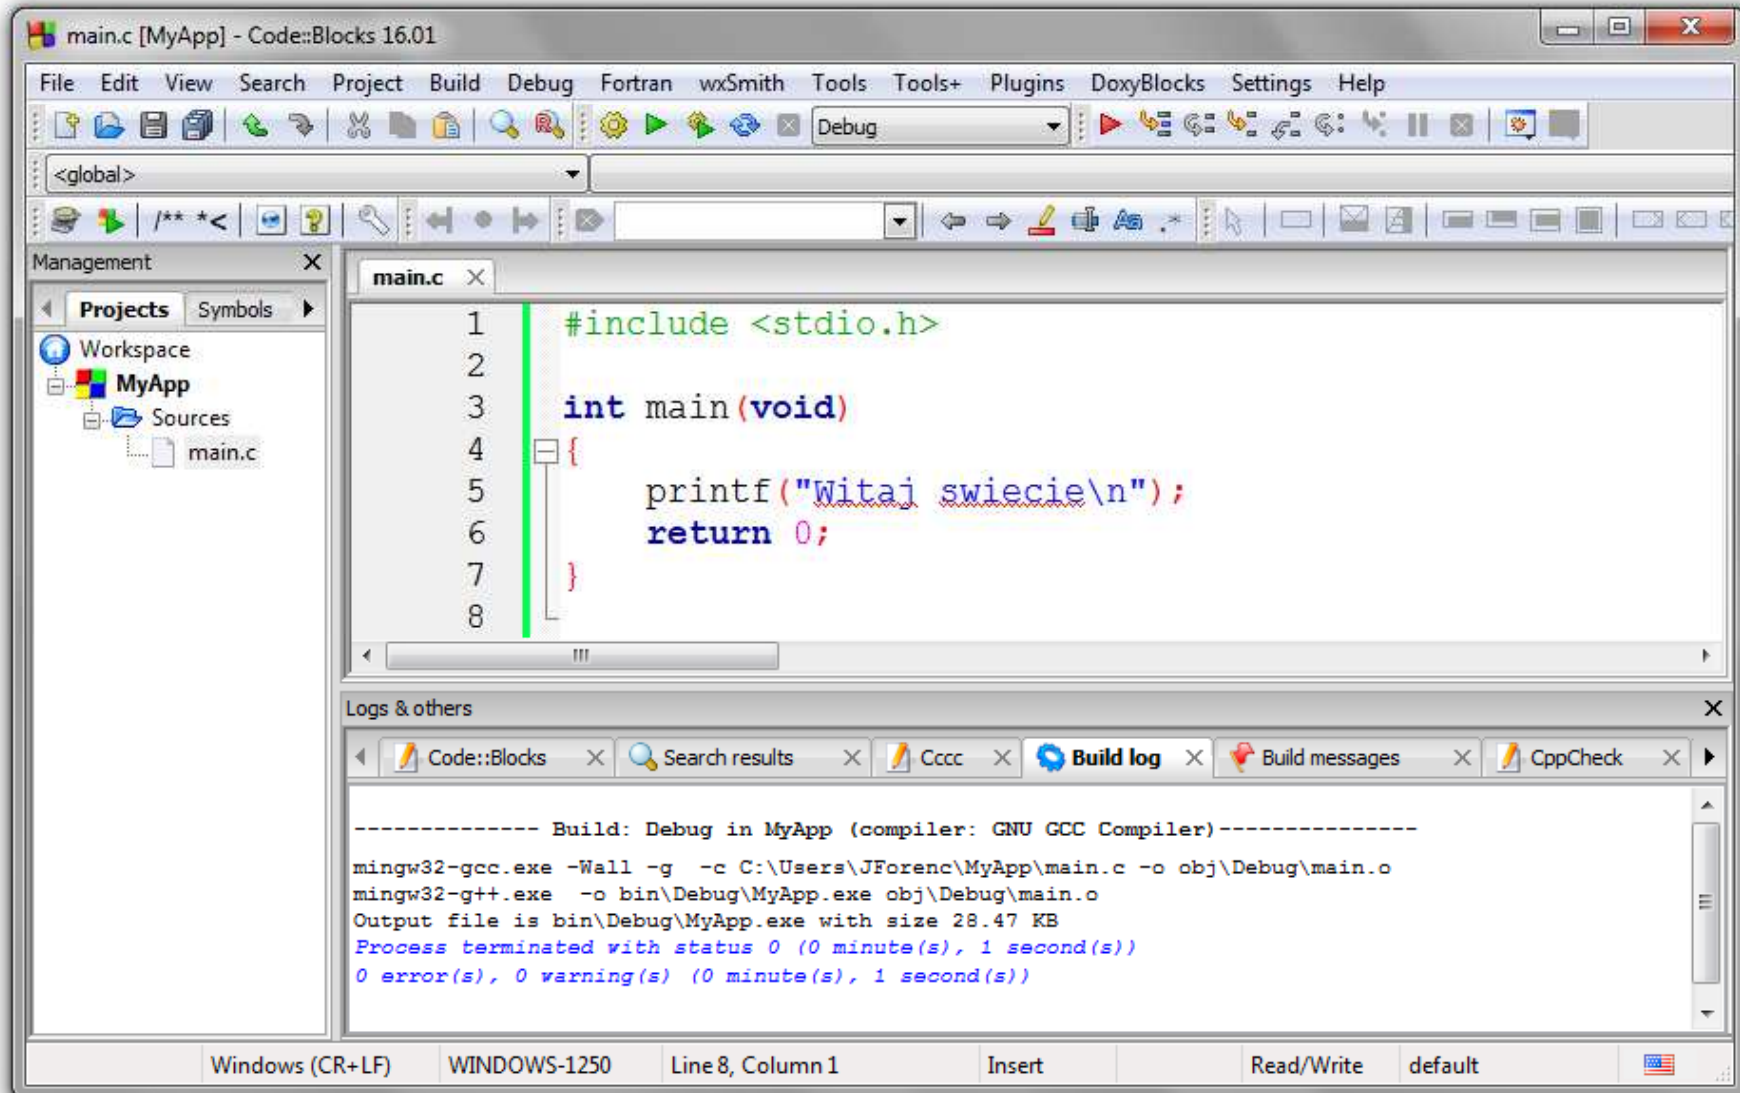 main.c [MyApp] - Code::Blocks 16.01
File Edit View Search Project Build Debug Fortran wxSmith Tools Tools+ Plugins DoxyBlocks Settings Help
Debug
<global>
/** *<
Management
Projects Symbols
Workspace
MyApp
Sources
main.c
main.c
1 #include <stdio.h>
2
3 int main(void)
4 {
5 printf("Witaj swiecie\n");
6 return 0;
7 }
8
Logs & others
Code::Blocks Search results Cccc Build log Build messages CppCheck
-------------- Build: Debug in MyApp (compiler: GNU GCC Compiler)---------------
mingw32-gcc.exe -Wall -g  -c C:\Users\JForenc\MyApp\main.c -o obj\Debug\main.o
mingw32-g++.exe  -o bin\Debug\MyApp.exe obj\Debug\main.o
Output file is bin\Debug\MyApp.exe with size 28.47 KB
Process terminated with status 0 (0 minute(s), 1 second(s))
0 error(s), 0 warning(s) (0 minute(s), 1 second(s))
Windows (CR+LF) WINDOWS-1250 Line 8, Column 1 Insert Read/Write default